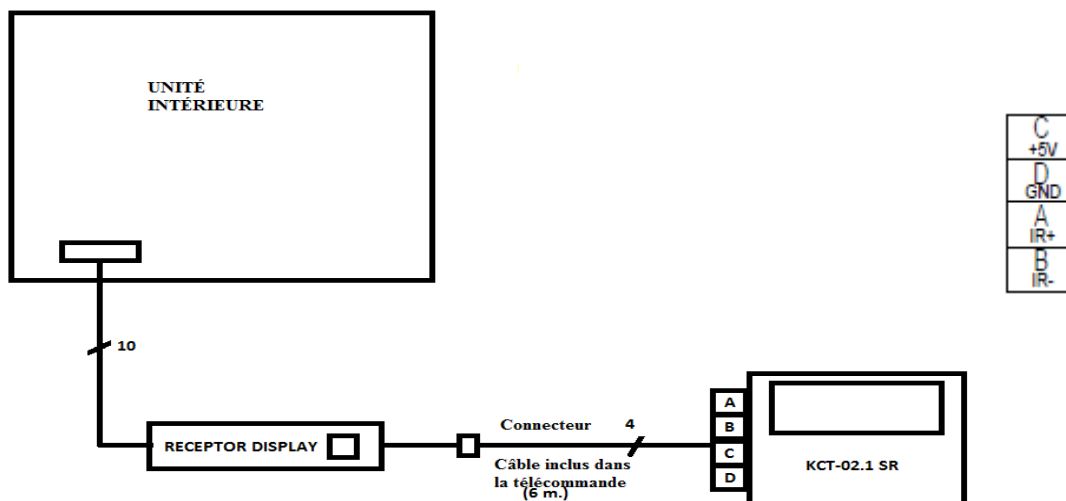 UNITÉ
INTÉRIEURE
C
+5V
D
GND
A
IR+
B
IR-
10
RECEPTOR DISPLAY
Connecteur
4
Câble inclus dans
la télécommande
(6 m.)
A
B
C
D
KCT-02.1 SR